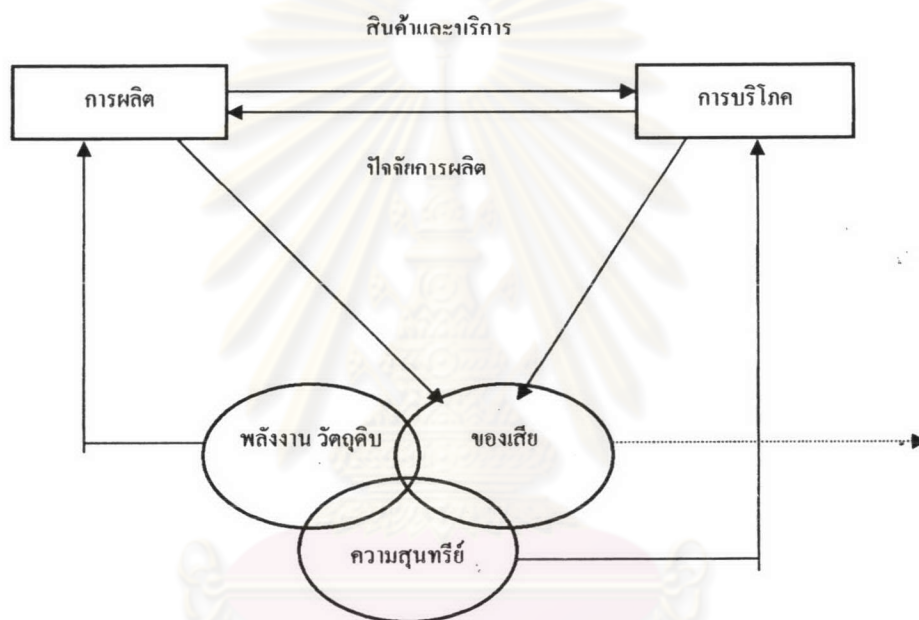 สินค้าและบริการ
การผลิต
การบริโภค
ปัจจัยการผลิต
พลังงาน วัตถุดิบ
ของเสีย
ความสุนทรีย์